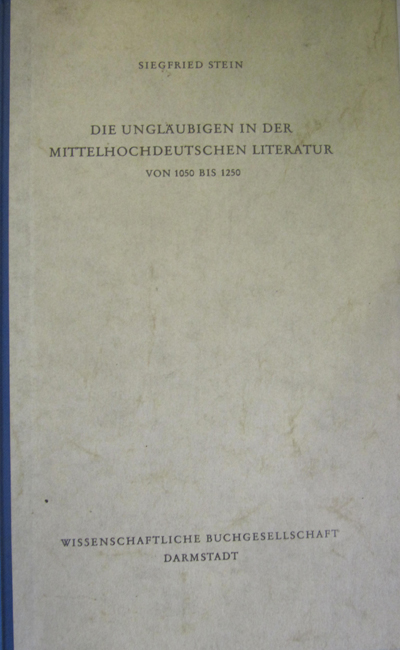 SIEGFRIED STEIN
DIE UNGLÄUBIGEN IN DER
MITTELHOCHDEUTSCHEN LITERATUR
VON 1050 BIS 1250
WISSENSCHAFTLICHE BUCHGESELLSCHAFT
DARMSTADT